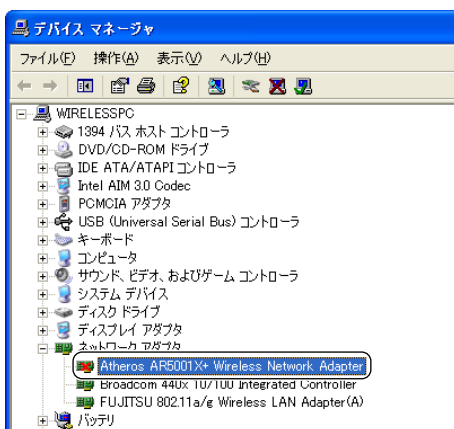 デバイス マネージャ
ファイル(F) 操作(A) 表示(V) ヘルプ(H)
WIRELESSPC
1394 バス ホスト コントローラ
DVD/CD-ROM ドライブ
IDE ATA/ATAPI コントローラ
Intel AIM 3.0 Codec
PCMCIA アダプタ
USB (Universal Serial Bus) コントローラ
キーボード
コンピュータ
サウンド、ビデオ、およびゲーム コントローラ
システム デバイス
ディスク ドライブ
ディスプレイ アダプタ
ネットワーク アダプタ
Atheros AR5001X+ Wireless Network Adapter
Broadcom 440x 10/100 Integrated Controller
FUJITSU 802.11a/g Wireless LAN Adapter(A)
バッテリ